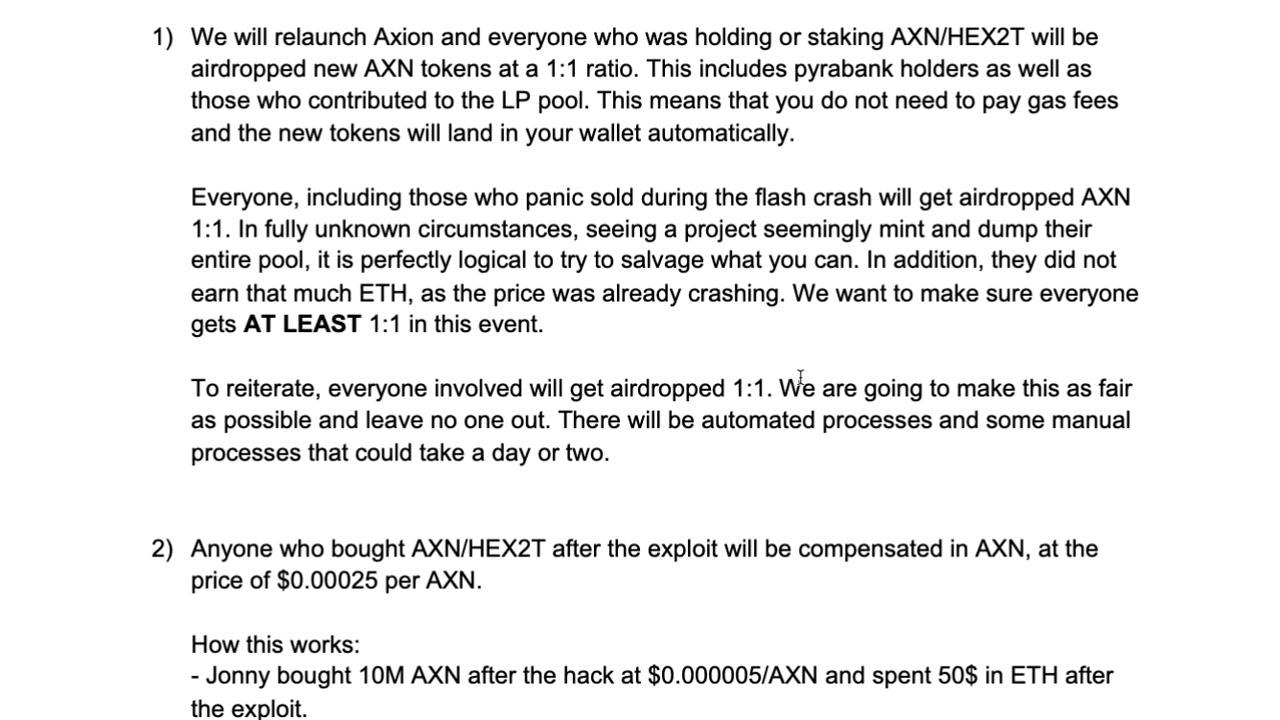 1) We will relaunch Axion and everyone who was holding or staking AXN/HEX2T will be
airdropped new AXN tokens at a 1:1 ratio. This includes pyrabank holders as well as
those who contributed to the LP pool. This means that you do not need to pay gas fees
and the new tokens will land in your wallet automatically.
Everyone, including those who panic sold during the flash crash will get airdropped AXN
1:1. In fully unknown circumstances, seeing a project seemingly mint and dump their
entire pool, it is perfectly logical to try to salvage what you can. In addition, they did not
earn that much ETH, as the price was already crashing. We want to make sure everyone
gets AT LEAST 1:1 in this event.
To reiterate, everyone involved will get airdropped 1:1. We are going to make this as fair
as possible and leave no one out. There will be automated processes and some manual
processes that could take a day or two.
2) Anyone who bought AXN/HEX2T after the exploit will be compensated in AXN, at the
price of $0.00025 per AXN.
How this works:
- Jonny bought 10M AXN after the hack at $0.000005/AXN and spent 50$ in ETH after
the exploit.